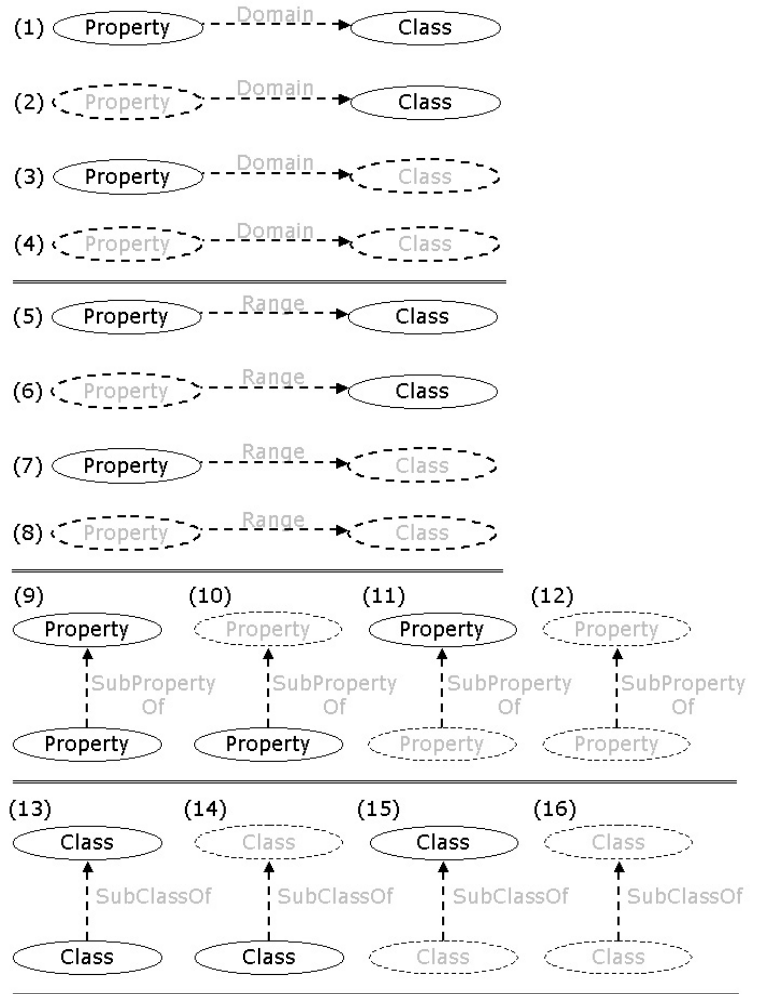 (1) Property Domain Class
(2) Property Domain Class
(3) Property Domain Class
(4) Property Domain Class
(5) Property Range Class
(6) Property Range Class
(7) Property Range Class
(8) Property Range Class
(9) (10) (11) (12)
Property Property Property Property
SubProperty SubProperty SubProperty SubProperty
Of Of Of Of
Property Property Property Property
(13) (14) (15) (16)
Class Class Class Class
SubClassOf SubClassOf SubClassOf SubClassOf
Class Class Class Class